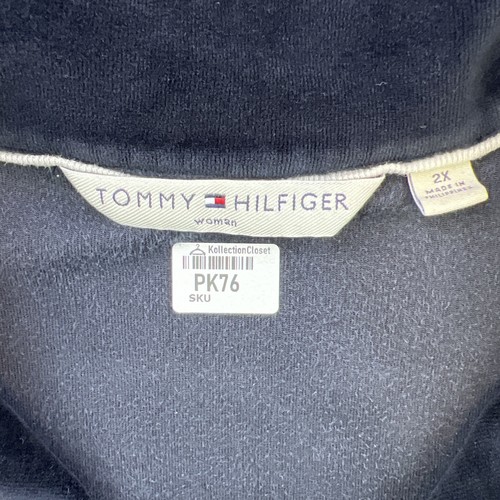 TOMMY HILFIGER
woman
2X
MADE IN
PHILIPPINES
KollectionCloset
PK76
SKU